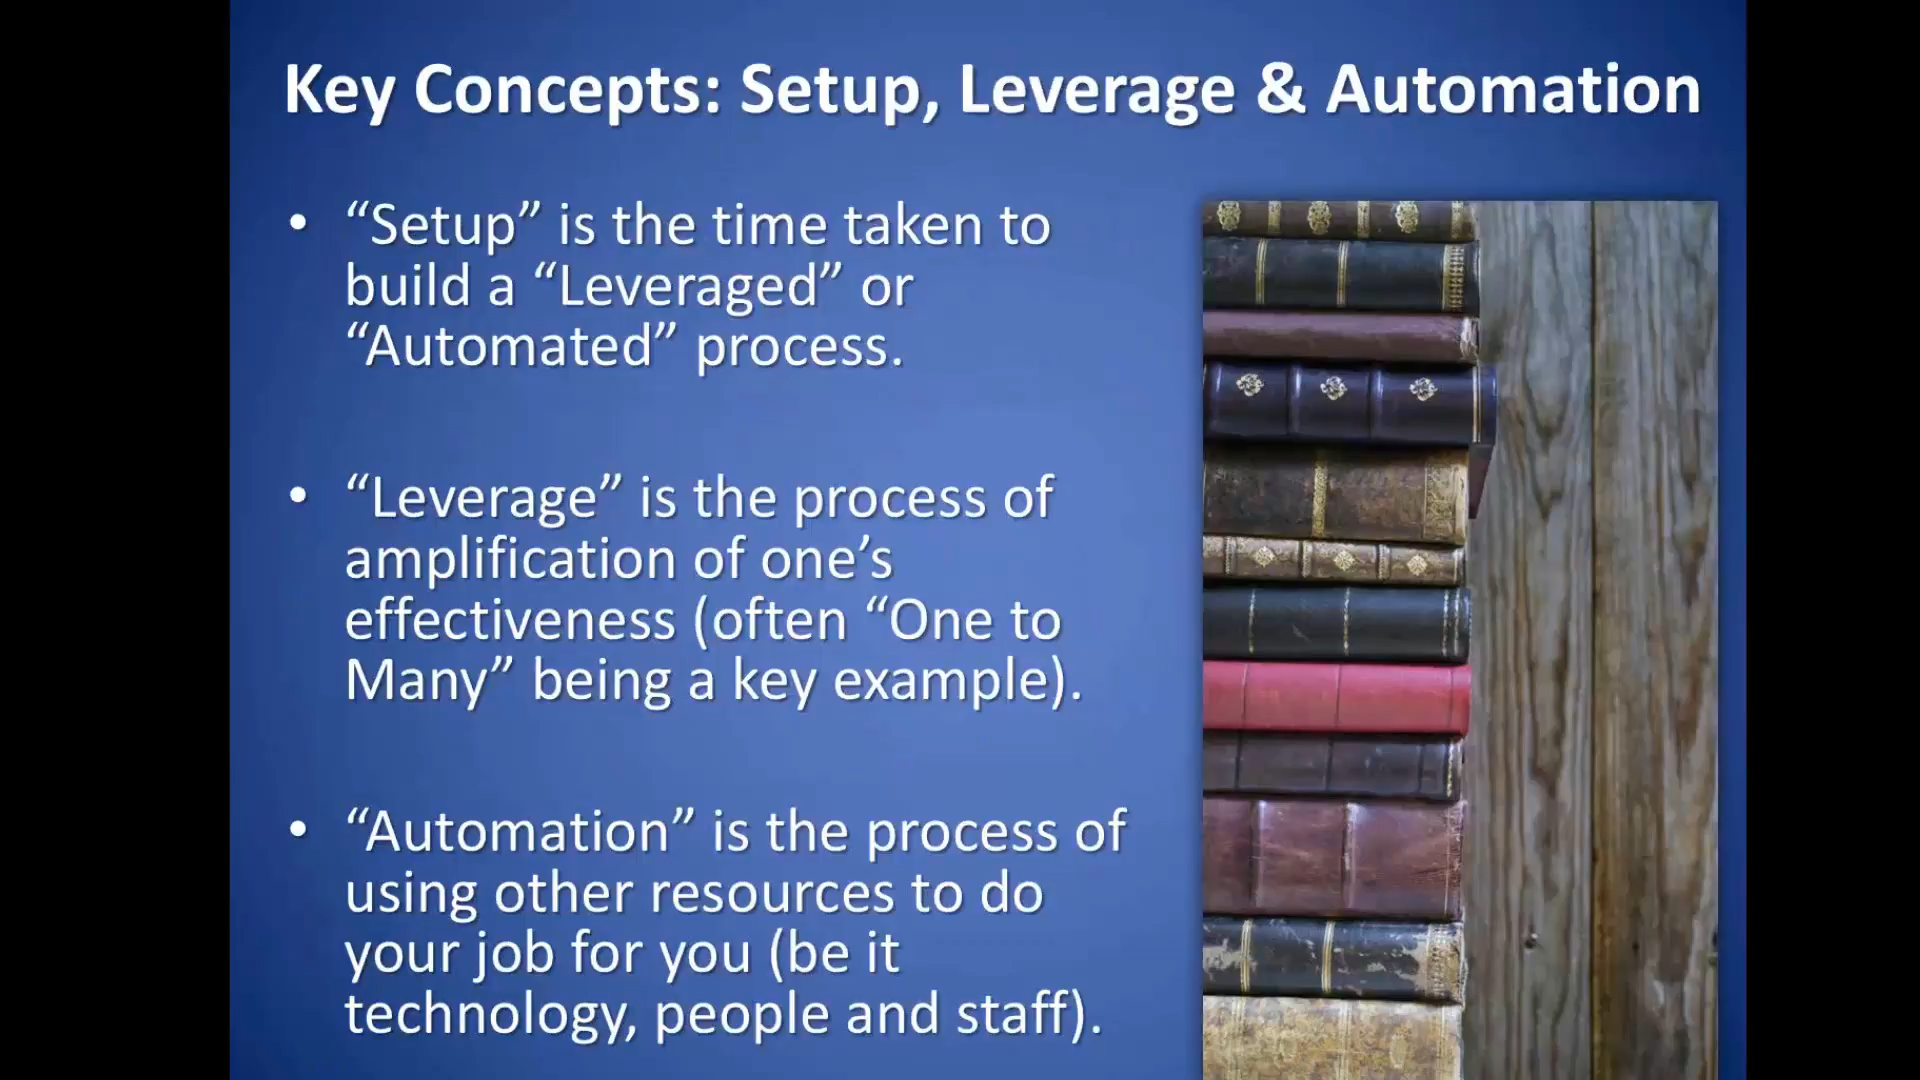 Key Concepts: Setup, Leverage & Automation
• “Setup” is the time taken to
build a “Leveraged” or
“Automated” process.
• “Leverage” is the process of
amplification of one’s
effectiveness (often “One to
Many” being a key example).
• “Automation” is the process of
using other resources to do
your job for you (be it
technology, people and staff).